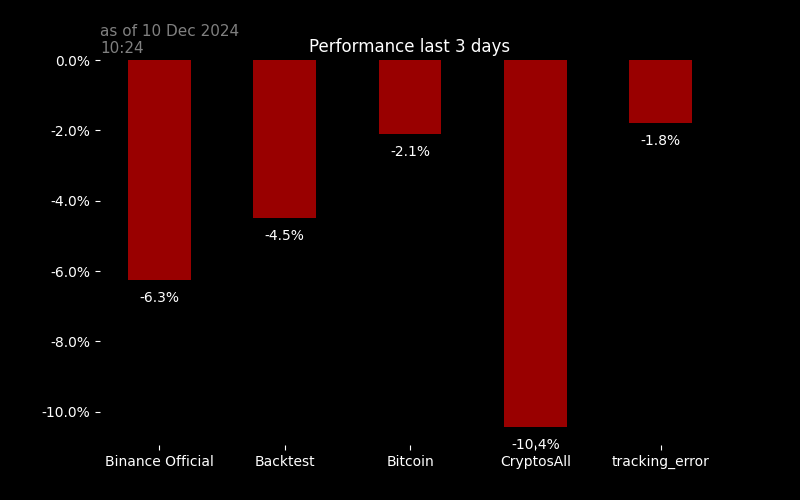 as of 10 Dec 2024
10:24
Performance last 3 days
0.0%
-2.0%
-4.0%
-6.0%
-8.0%
-10.0%
-6.3%
-4.5%
-2.1%
-10.4%
-1.8%
Binance Official
Backtest
Bitcoin
CryptosAll
tracking_error